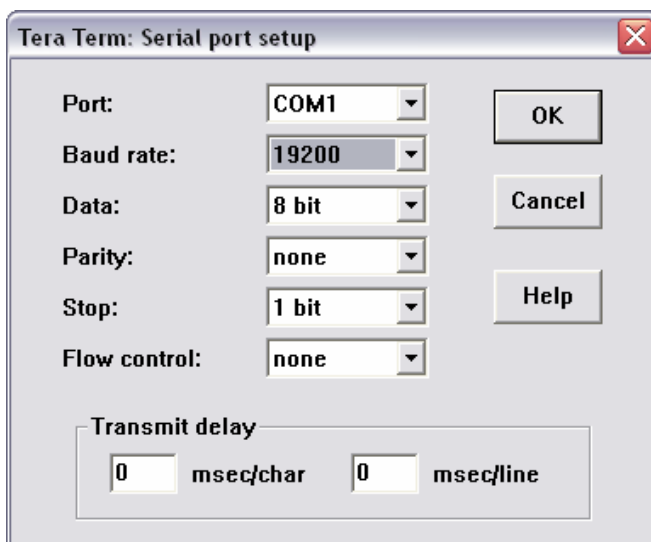 Tera Term: Serial port setup
Port: COM1 OK
Baud rate: 19200
Data: 8 bit Cancel
Parity: none
Stop: 1 bit Help
Flow control: none
Transmit delay
0 msec/char 0 msec/line